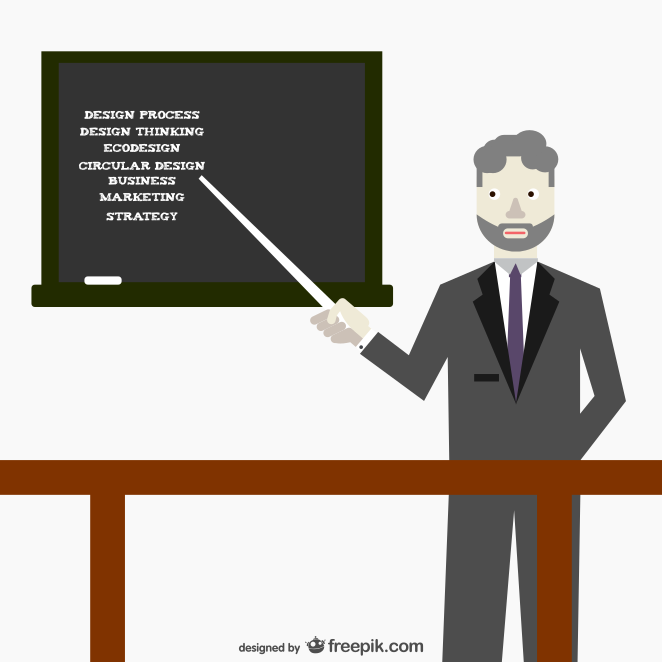 DESIGN PROCESS
DESIGN THINKING
ECODESIGN
CIRCULAR DESIGN
BUSINESS
MARKETING
STRATEGY
designed by freepik.com